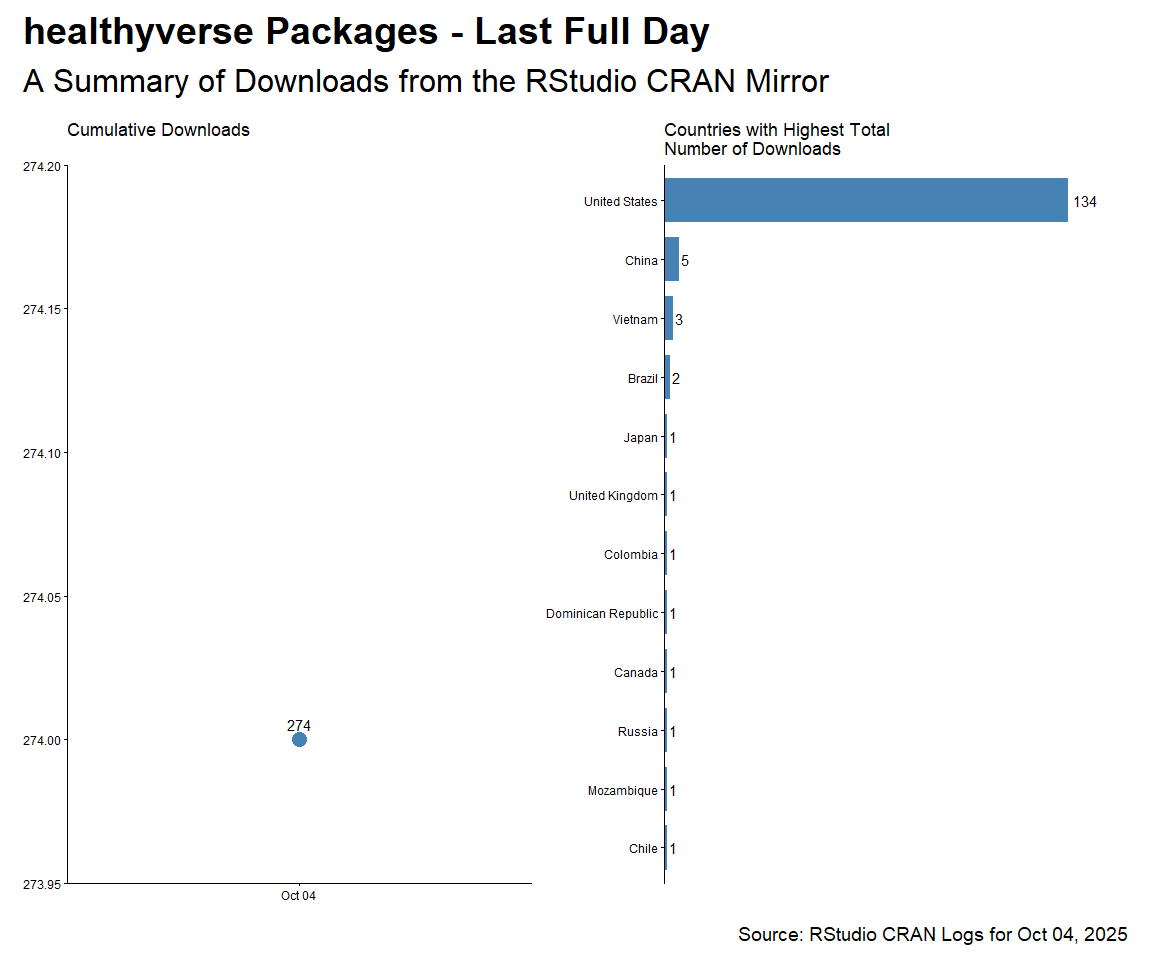 healthyverse Packages - Last Full Day
A Summary of Downloads from the RStudio CRAN Mirror
Cumulative Downloads
274.20
274.15
274.10
274.05
274.00
273.95
274
Oct 04
Countries with Highest Total
Number of Downloads
United States 134
China 5
Vietnam 3
Brazil 2
Japan 1
United Kingdom 1
Colombia 1
Dominican Republic 1
Canada 1
Russia 1
Mozambique 1
Chile 1
Source: RStudio CRAN Logs for Oct 04, 2025